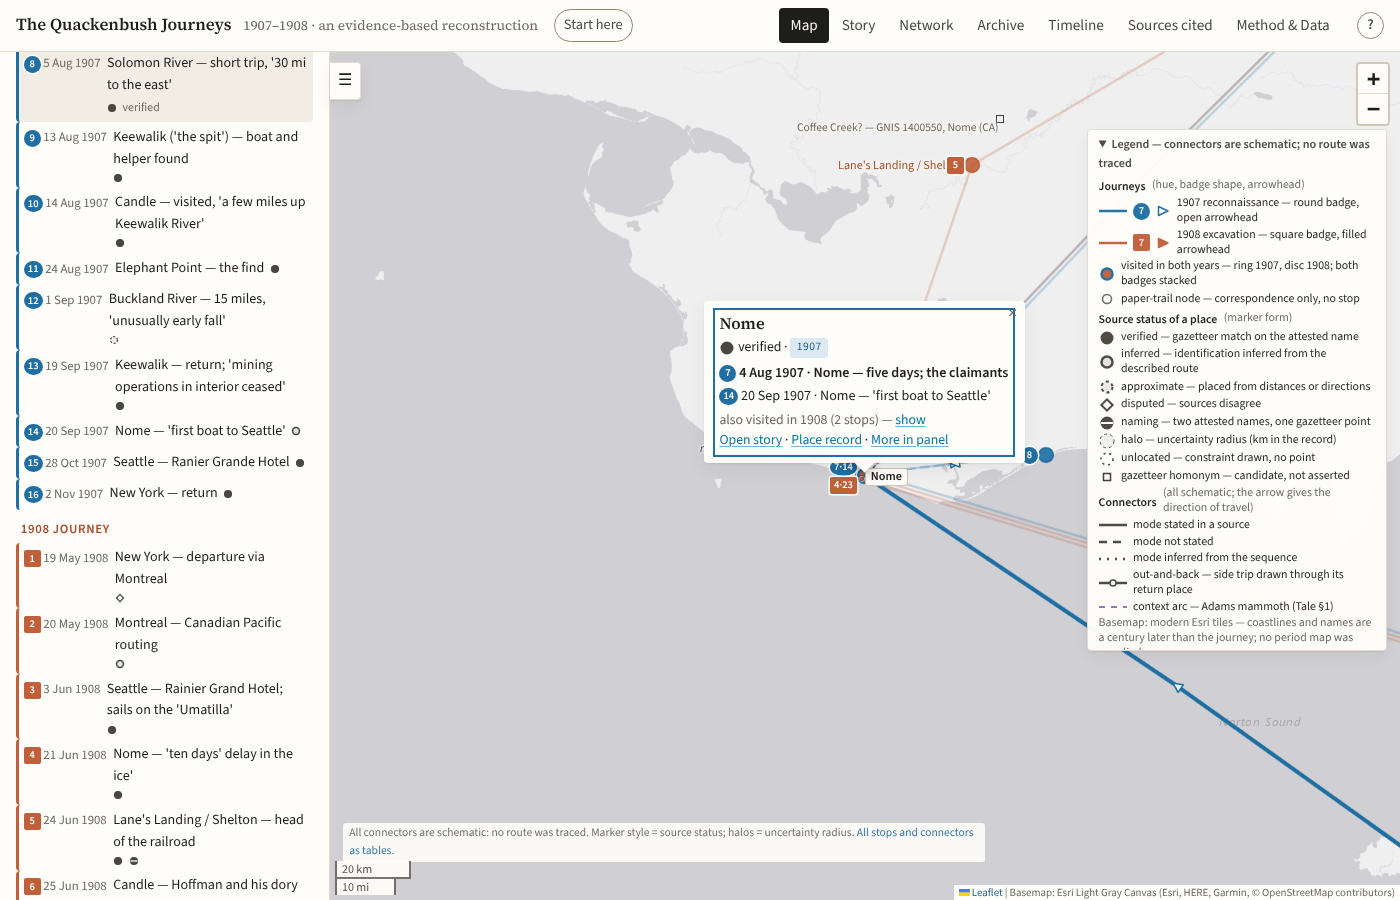 The Quackenbush Journeys 1907–1908 · an evidence-based reconstruction Start here Map Story Network Archive Timeline Sources cited Method & Data ?
8 5 Aug 1907 Solomon River — short trip, '30 mi
to the east'
verified
9 13 Aug 1907 Keewalik ('the spit') — boat and
helper found
10 14 Aug 1907 Candle — visited, 'a few miles up
Keewalik River'
11 24 Aug 1907 Elephant Point — the find
12 1 Sep 1907 Buckland River — 15 miles,
'unusually early fall'
13 19 Sep 1907 Keewalik — return; 'mining
operations in interior ceased'
14 20 Sep 1907 Nome — 'first boat to Seattle'
15 28 Oct 1907 Seattle — Ranier Grande Hotel
16 2 Nov 1907 New York — return
1908 JOURNEY
1 19 May 1908 New York — departure via
Montreal
2 20 May 1908 Montreal — Canadian Pacific
routing
3 3 Jun 1908 Seattle — Rainier Grand Hotel;
sails on the 'Umatilla'
4 21 Jun 1908 Nome — 'ten days' delay in the
ice'
5 24 Jun 1908 Lane's Landing / Shelton — head
of the railroad
6 25 Jun 1908 Candle — Hoffman and his dory
☰
+
−
Coffee Creek? — GNIS 1400550, Nome (CA)
Lane's Landing / Shel 5
Nome
×
verified · 1907
7 4 Aug 1907 · Nome — five days; the claimants
14 20 Sep 1907 · Nome — 'first boat to Seattle'
also visited in 1908 (2 stops) — show
Open story · Place record · More in panel
8
7·14
4·23
Nome
Norton Sound
▼ Legend — connectors are schematic; no route was
traced
Journeys (hue, badge shape, arrowhead)
7 1907 reconnaissance — round badge,
open arrowhead
7 1908 excavation — square badge, filled
arrowhead
visited in both years — ring 1907, disc 1908; both
badges stacked
paper-trail node — correspondence only, no stop
Source status of a place (marker form)
verified — gazetteer match on the attested name
inferred — identification inferred from the
described route
approximate — placed from distances or directions
disputed — sources disagree
naming — two attested names, one gazetteer point
halo — uncertainty radius (km in the record)
unlocated — constraint drawn, no point
gazetteer homonym — candidate, not asserted
Connectors (all schematic; the arrow gives the
direction of travel)
mode stated in a source
mode not stated
mode inferred from the sequence
out-and-back — side trip drawn through its
return place
context arc — Adams mammoth (Tale §1)
Basemap: modern Esri tiles — coastlines and names are
a century later than the journey; no period map was
All connectors are schematic: no route was traced. Marker style = source status; halos = uncertainty radius. All stops and connectors
as tables.
20 km
10 mi
Leaflet | Basemap: Esri Light Gray Canvas (Esri, HERE, Garmin, © OpenStreetMap contributors)